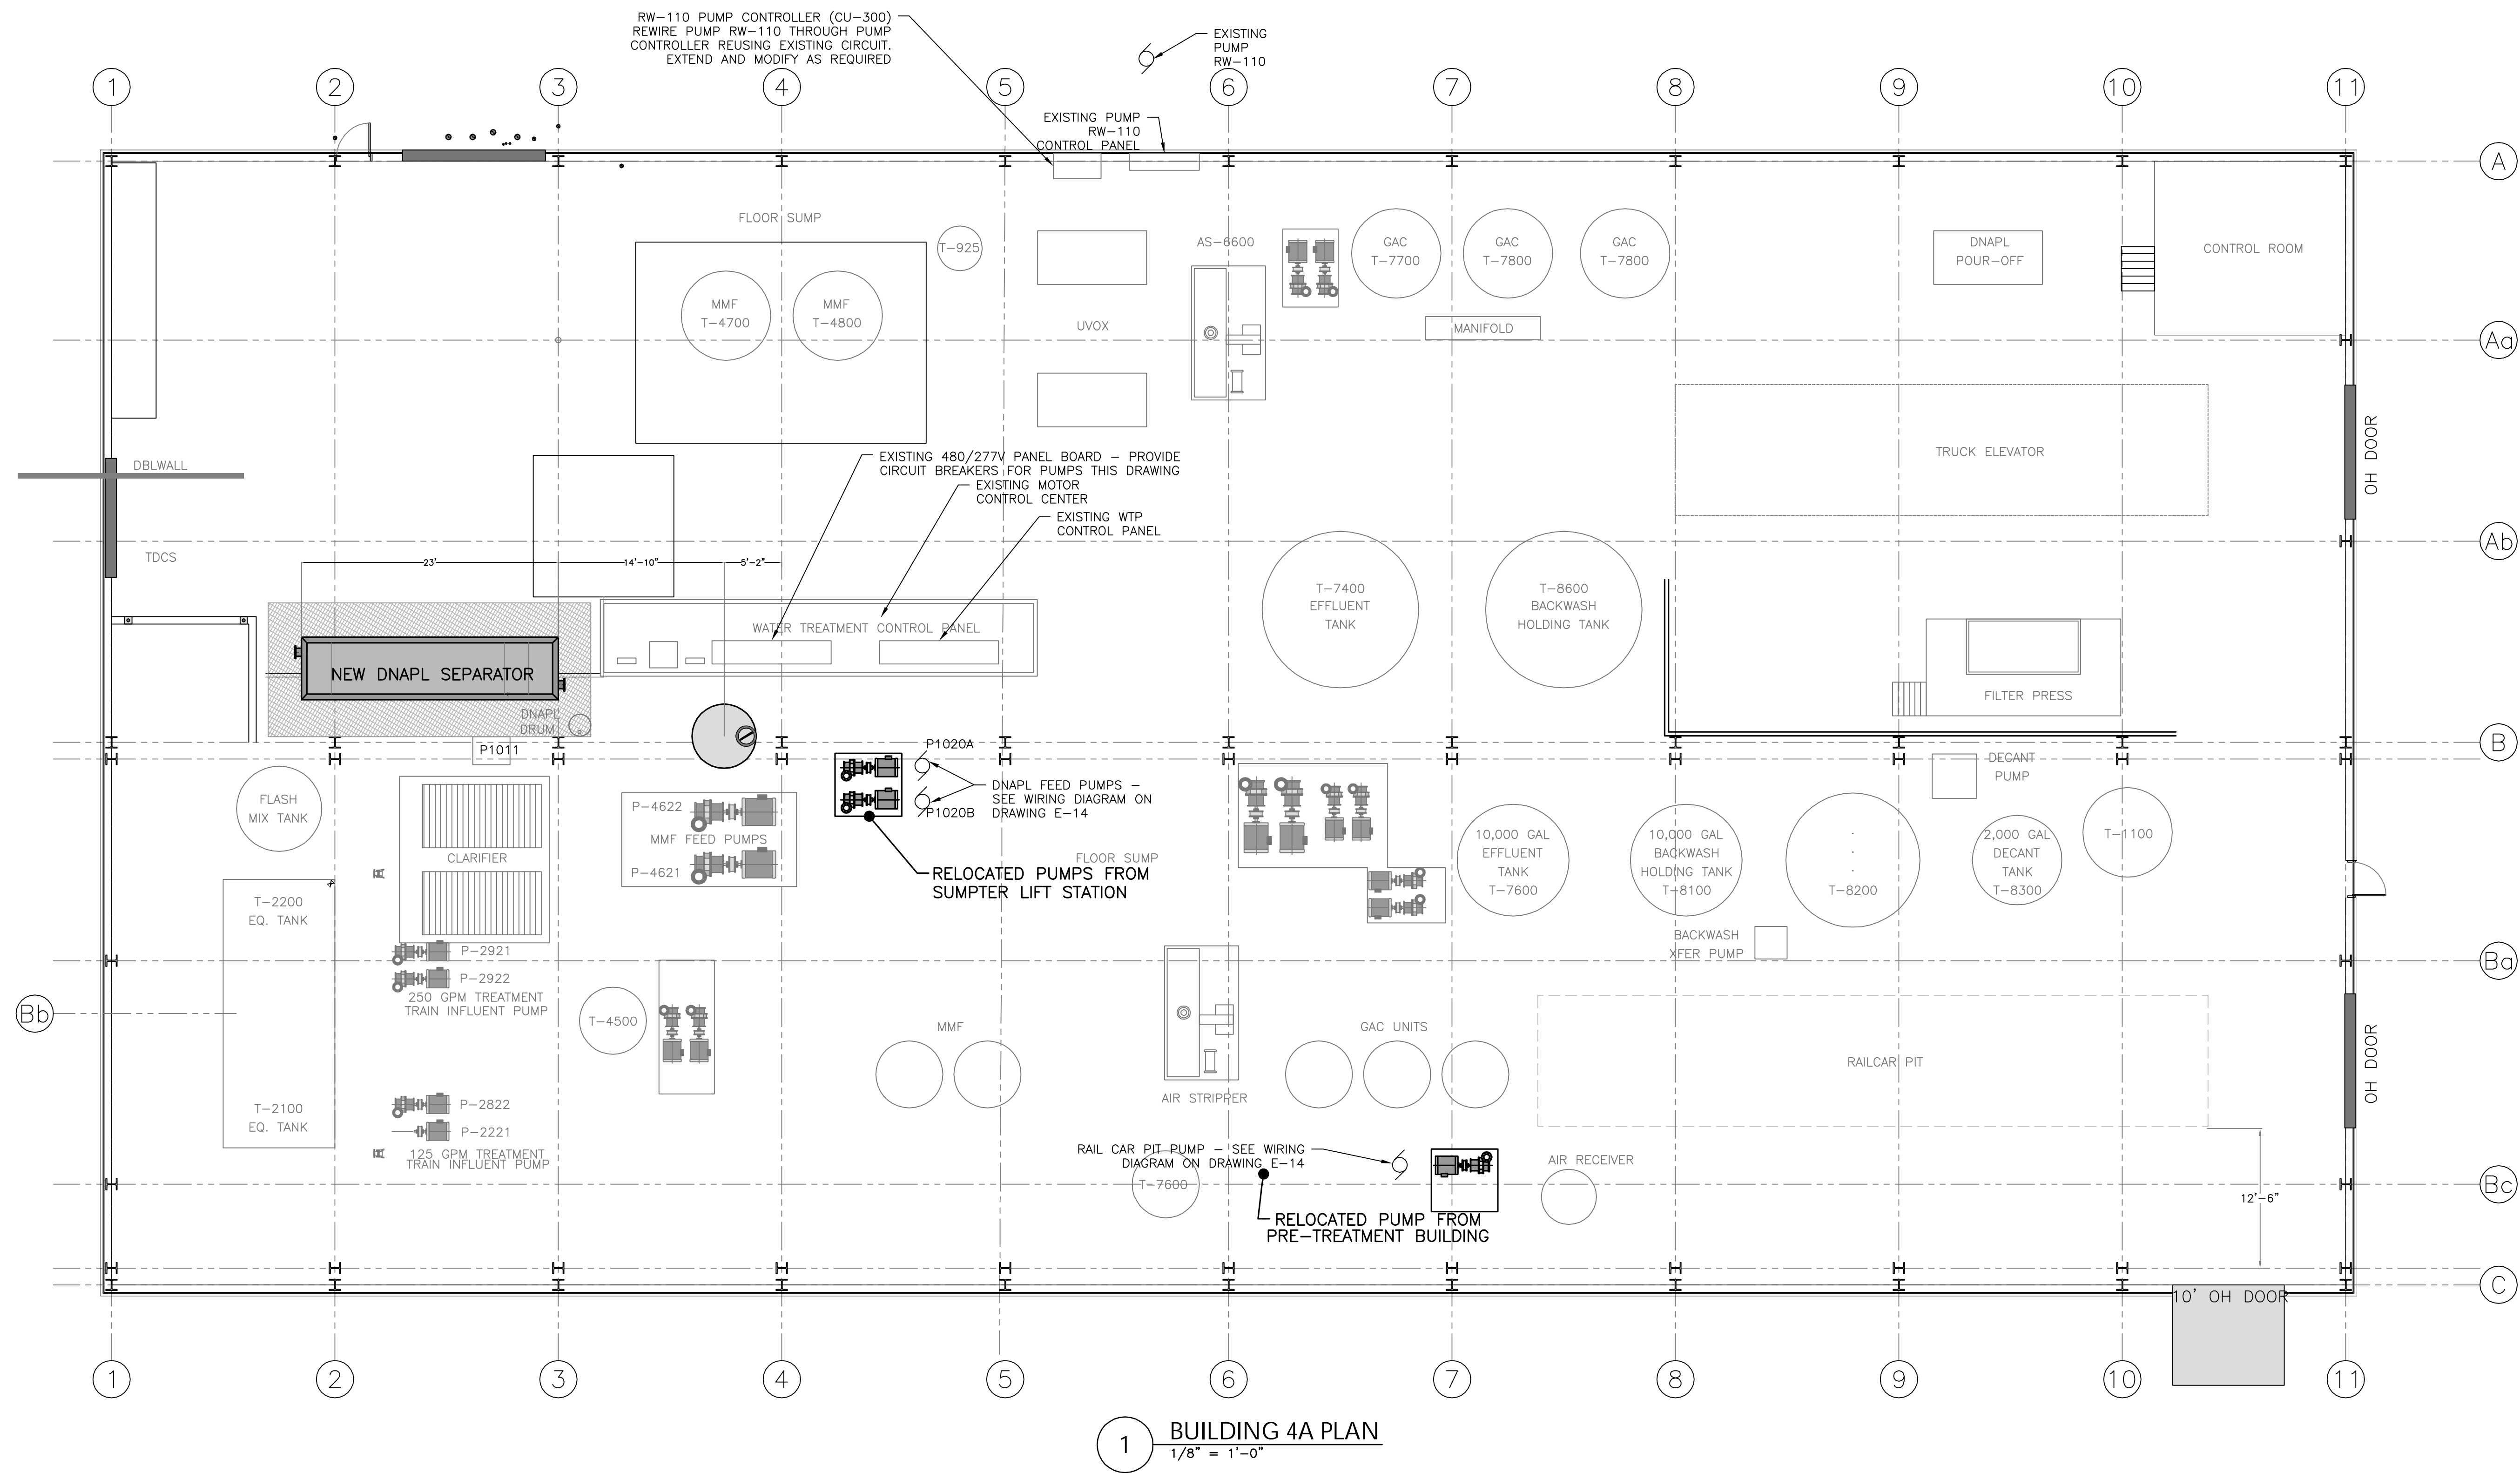 RW-110 PUMP CONTROLLER (CU-300)
REWIRE PUMP RW-110 THROUGH PUMP
CONTROLLER REUSING EXISTING CIRCUIT.
EXTEND AND MODIFY AS REQUIRED
EXISTING
PUMP
RW-110
1
2
3
4
5
6
7
8
9
10
11
EXISTING PUMP
RW-110
CONTROL PANEL
A
FLOOR SUMP
T-925
AS-6600
GAC
T-7700
GAC
T-7800
GAC
T-7800
DNAPL
POUR-OFF
CONTROL ROOM
MMF
T-4700
MMF
T-4800
UVOX
MANIFOLD
Aa
OH DOOR
TRUCK ELEVATOR
DBLWALL
EXISTING 480/277V PANEL BOARD - PROVIDE
CIRCUIT BREAKERS FOR PUMPS THIS DRAWING
EXISTING MOTOR
CONTROL CENTER
EXISTING WTP
CONTROL PANEL
Ab
TDCS
23'
14'-10"
5'-2"
T-7400
EFFLUENT
TANK
T-8600
BACKWASH
HOLDING TANK
WATER TREATMENT CONTROL PANEL
NEW DNAPL SEPARATOR
FILTER PRESS
DNAPL
DRUM
P1011
B
P1020A
DNAPL FEED PUMPS -
SEE WIRING DIAGRAM ON
DRAWING E-14
P1020B
DECANT
PUMP
FLASH
MIX TANK
CLARIFIER
P-4622
MMF FEED PUMPS
P-4621
FLOOR SUMP
RELOCATED PUMPS FROM
SUMPTER LIFT STATION
10,000 GAL
EFFLUENT
TANK
T-7600
10,000 GAL
BACKWASH
HOLDING TANK
T-8100
.
.
.
T-8200
2,000 GAL
DECANT
TANK
T-8300
T-1100
T-2200
EQ. TANK
P-2921
P-2922
250 GPM TREATMENT
TRAIN INFLUENT PUMP
BACKWASH
XFER PUMP
Ba
Bb
T-4500
MMF
GAC UNITS
AIR STRIPPER
RAILCAR PIT
OH DOOR
T-2100
EQ. TANK
P-2822
P-2221
125 GPM TREATMENT
TRAIN INFLUENT PUMP
RAIL CAR PIT PUMP - SEE WIRING
DIAGRAM ON DRAWING E-14
T-7600
AIR RECEIVER
Bc
12'-6"
RELOCATED PUMP FROM
PRE-TREATMENT BUILDING
C
10' OH DOOR
1
2
3
4
5
6
7
8
9
10
11
1
BUILDING 4A PLAN
1/8" = 1'-0"